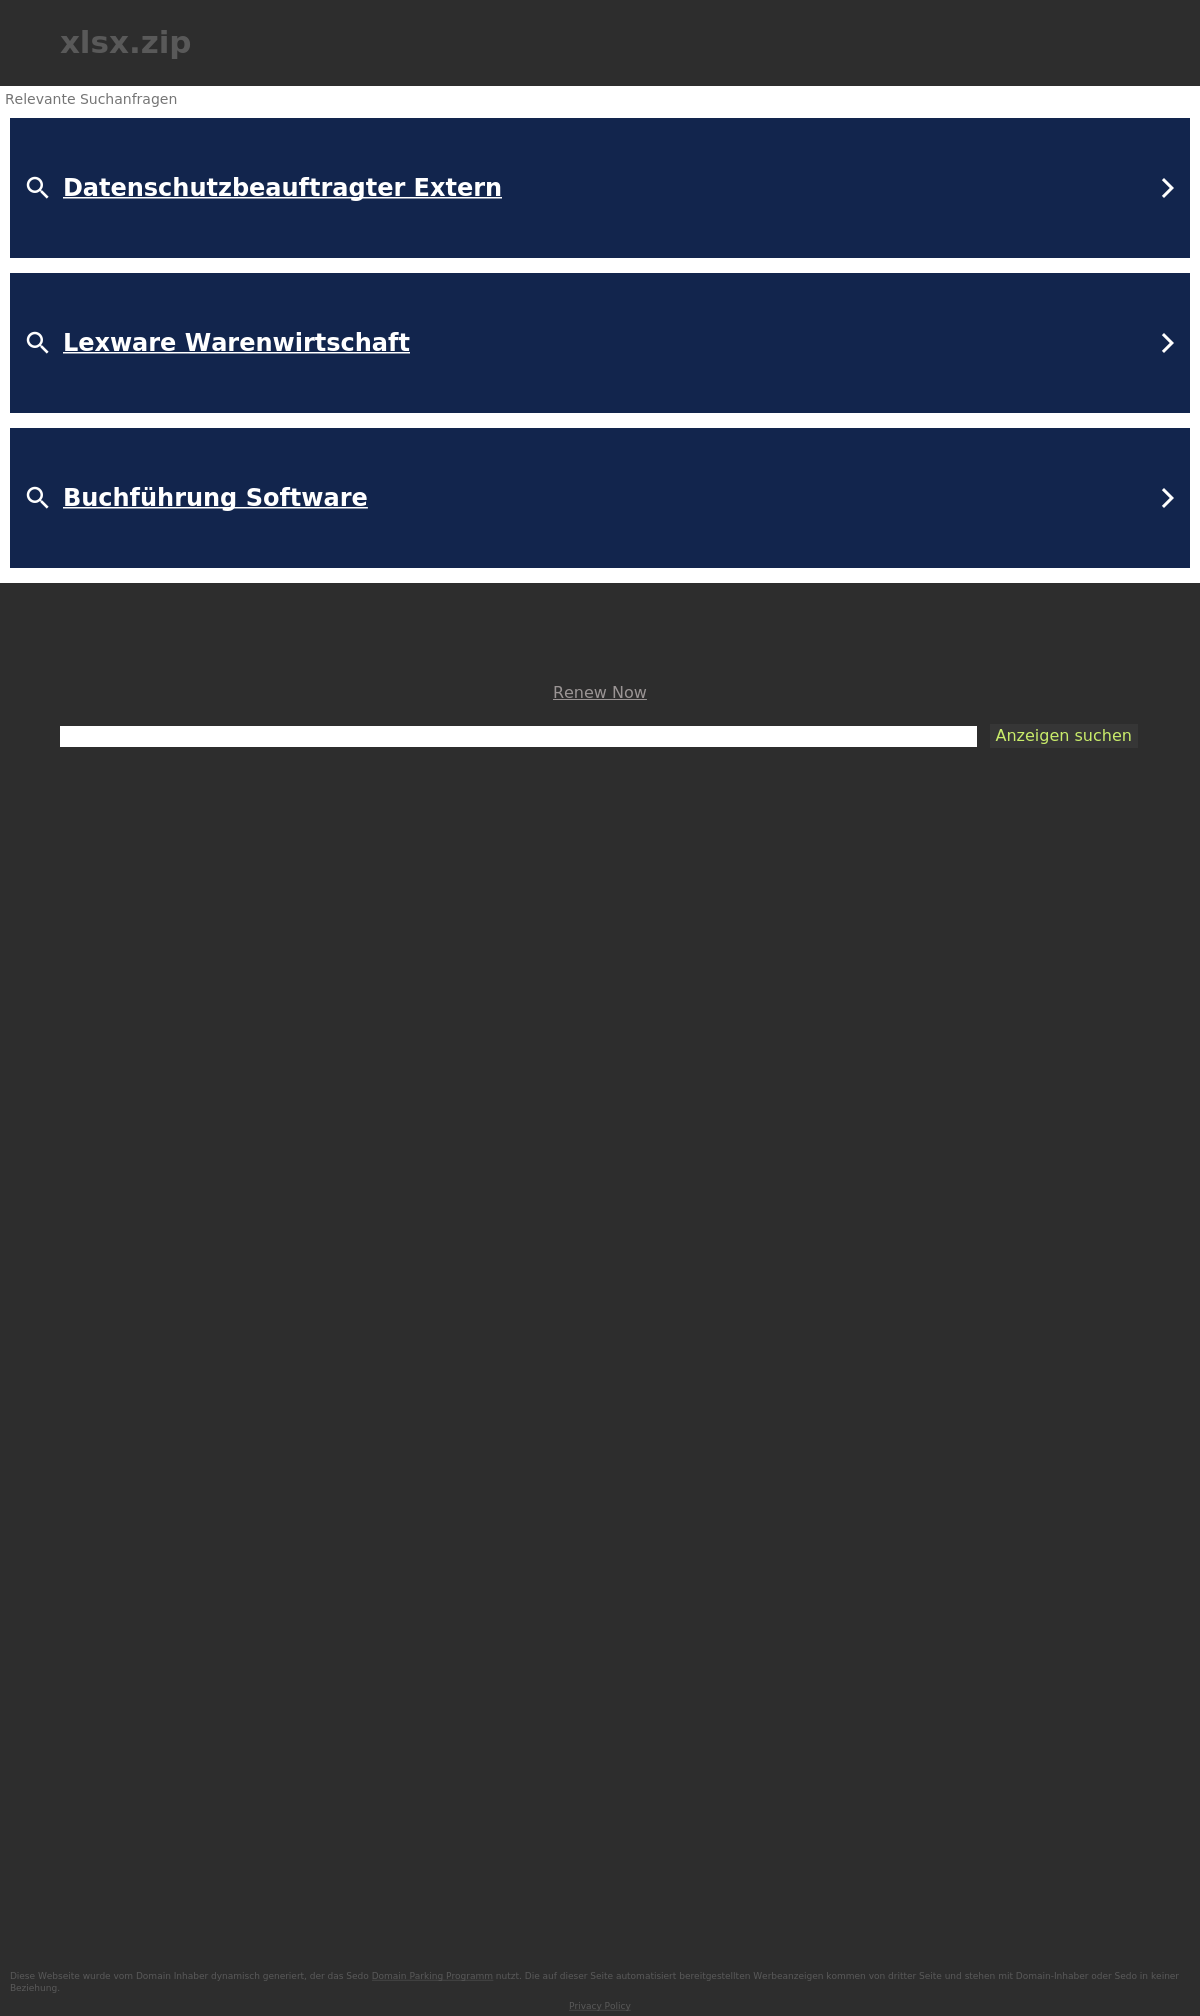 xlsx.zip
Relevante Suchanfragen
Datenschutzbeauftragter Extern
Lexware Warenwirtschaft
Buchführung Software
Renew Now
Anzeigen suchen
Diese Webseite wurde vom Domain Inhaber dynamisch generiert, der das Sedo Domain Parking Programm nutzt. Die auf dieser Seite automatisiert bereitgestellten Werbeanzeigen kommen von dritter Seite und stehen mit Domain-Inhaber oder Sedo in keiner
Beziehung.
Privacy Policy